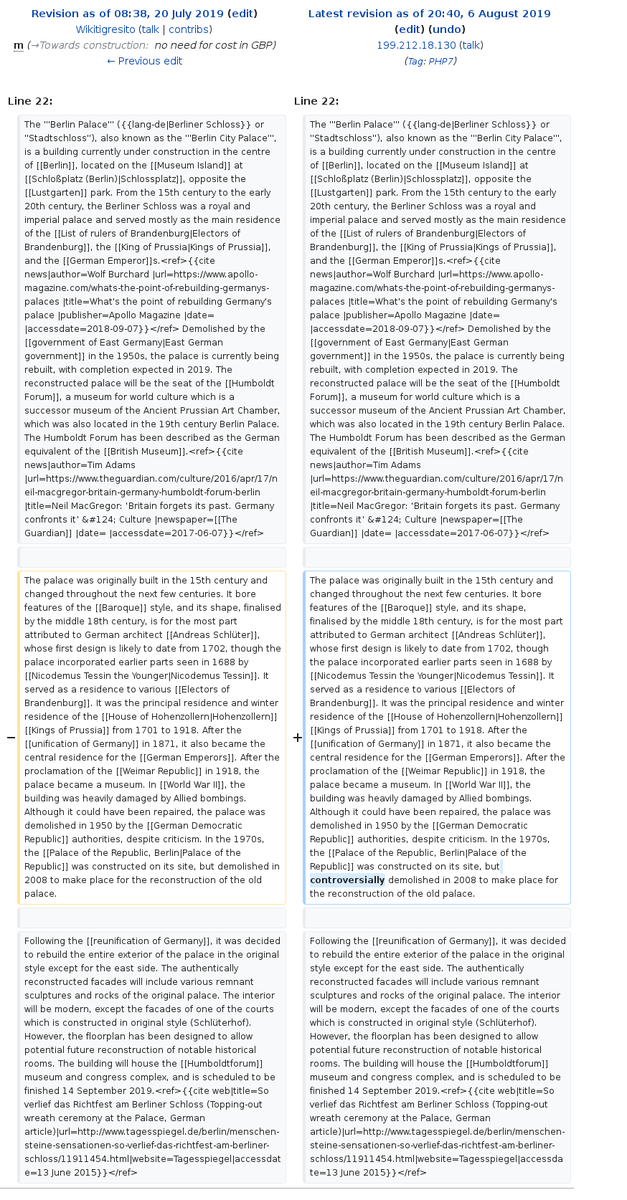 Revision as of 08:38, 20 July 2019 (edit)
Wikitigresito (talk | contribs)
m (→Towards construction: no need for cost in GBP)
← Previous edit
Latest revision as of 20:40, 6 August 2019
(edit) (undo)
199.212.18.130 (talk)
(Tag: PHP7)
Line 22:
The '''Berlin Palace''' ({{lang-de|Berliner Schloss}} or
''Stadtschloss''), also known as the '''Berlin City Palace''',
is a building currently under construction in the centre
of [[Berlin]], located on the [[Museum Island]] at
[[Schloßplatz (Berlin)|Schlossplatz]], opposite the
[[Lustgarten]] park. From the 15th century to the early
20th century, the Berliner Schloss was a royal and
imperial palace and served mostly as the main residence
of the [[List of rulers of Brandenburg|Electors of
Brandenburg]], the [[King of Prussia|Kings of Prussia]],
and the [[German Emperor]]s.<ref>{{cite
news|author=Wolf Burchard |url=https://www.apollo-
magazine.com/whats-the-point-of-rebuilding-germanys-
palaces |title=What's the point of rebuilding Germany's
palace |publisher=Apollo Magazine |date=
|accessdate=2018-09-07}}</ref> Demolished by the
[[government of East Germany|East German
government]] in the 1950s, the palace is currently being
rebuilt, with completion expected in 2019. The
reconstructed palace will be the seat of the [[Humboldt
Forum]], a museum for world culture which is a
successor museum of the Ancient Prussian Art Chamber,
which was also located in the 19th century Berlin Palace.
The Humboldt Forum has been described as the German
equivalent of the [[British Museum]].<ref>{{cite
news|author=Tim Adams
|url=https://www.theguardian.com/culture/2016/apr/17/n
eil-macgregor-britain-germany-humboldt-forum-berlin
|title=Neil MacGregor: 'Britain forgets its past. Germany
confronts it' &#124; Culture |newspaper=[[The
Guardian]] |date= |accessdate=2017-06-07}}</ref>
−
The palace was originally built in the 15th century and
changed throughout the next few centuries. It bore
features of the [[Baroque]] style, and its shape, finalised
by the middle 18th century, is for the most part
attributed to German architect [[Andreas Schlüter]],
whose first design is likely to date from 1702, though the
palace incorporated earlier parts seen in 1688 by
[[Nicodemus Tessin the Younger|Nicodemus Tessin]]. It
served as a residence to various [[Electors of
Brandenburg]]. It was the principal residence and winter
residence of the [[House of Hohenzollern|Hohenzollern]]
[[Kings of Prussia]] from 1701 to 1918. After the
[[unification of Germany]] in 1871, it also became the
central residence for the [[German Emperors]]. After the
proclamation of the [[Weimar Republic]] in 1918, the
palace became a museum. In [[World War II]], the
building was heavily damaged by Allied bombings.
Although it could have been repaired, the palace was
demolished in 1950 by the [[German Democratic
Republic]] authorities, despite criticism. In the 1970s,
the [[Palace of the Republic, Berlin|Palace of the
Republic]] was constructed on its site, but demolished in
2008 to make place for the reconstruction of the old
palace.
Following the [[reunification of Germany]], it was decided
to rebuild the entire exterior of the palace in the original
style except for the east side. The authentically
reconstructed facades will include various remnant
sculptures and rocks of the original palace. The interior
will be modern, except the facades of one of the courts
which is constructed in original style (Schlüterhof).
However, the floorplan has been designed to allow
potential future reconstruction of notable historical
rooms. The building will house the [[Humboldtforum]]
museum and congress complex, and is scheduled to be
finished 14 September 2019.<ref>{{cite web|title=So
verlief das Richtfest am Berliner Schloss (Topping-out
wreath ceremony at the Palace, German
article)|url=http://www.tagesspiegel.de/berlin/menschen-
steine-sensationen-so-verlief-das-richtfest-am-berliner-
schloss/11911454.html|website=Tagesspiegel|accessdat
e=13 June 2015}}</ref>
Line 22:
The '''Berlin Palace''' ({{lang-de|Berliner Schloss}} or
''Stadtschloss''), also known as the '''Berlin City Palace''',
is a building currently under construction in the centre
of [[Berlin]], located on the [[Museum Island]] at
[[Schloßplatz (Berlin)|Schlossplatz]], opposite the
[[Lustgarten]] park. From the 15th century to the early
20th century, the Berliner Schloss was a royal and
imperial palace and served mostly as the main residence
of the [[List of rulers of Brandenburg|Electors of
Brandenburg]], the [[King of Prussia|Kings of Prussia]],
and the [[German Emperor]]s.<ref>{{cite
news|author=Wolf Burchard |url=https://www.apollo-
magazine.com/whats-the-point-of-rebuilding-germanys-
palaces |title=What's the point of rebuilding Germany's
palace |publisher=Apollo Magazine |date=
|accessdate=2018-09-07}}</ref> Demolished by the
[[government of East Germany|East German
government]] in the 1950s, the palace is currently being
rebuilt, with completion expected in 2019. The
reconstructed palace will be the seat of the [[Humboldt
Forum]], a museum for world culture which is a
successor museum of the Ancient Prussian Art Chamber,
which was also located in the 19th century Berlin Palace.
The Humboldt Forum has been described as the German
equivalent of the [[British Museum]].<ref>{{cite
news|author=Tim Adams
|url=https://www.theguardian.com/culture/2016/apr/17/n
eil-macgregor-britain-germany-humboldt-forum-berlin
|title=Neil MacGregor: 'Britain forgets its past. Germany
confronts it' &#124; Culture |newspaper=[[The
Guardian]] |date= |accessdate=2017-06-07}}</ref>
+
The palace was originally built in the 15th century and
changed throughout the next few centuries. It bore
features of the [[Baroque]] style, and its shape,
finalised by the middle 18th century, is for the most part
attributed to German architect [[Andreas Schlüter]],
whose first design is likely to date from 1702, though
the palace incorporated earlier parts seen in 1688 by
[[Nicodemus Tessin the Younger|Nicodemus Tessin]]. It
served as a residence to various [[Electors of
Brandenburg]]. It was the principal residence and winter
residence of the [[House of Hohenzollern|Hohenzollern]]
[[Kings of Prussia]] from 1701 to 1918. After the
[[unification of Germany]] in 1871, it also became the
central residence for the [[German Emperors]]. After the
proclamation of the [[Weimar Republic]] in 1918, the
palace became a museum. In [[World War II]], the
building was heavily damaged by Allied bombings.
Although it could have been repaired, the palace was
demolished in 1950 by the [[German Democratic
Republic]] authorities, despite criticism. In the 1970s,
the [[Palace of the Republic, Berlin|Palace of the
Republic]] was constructed on its site, but
controversially demolished in 2008 to make place for
the reconstruction of the old palace.
Following the [[reunification of Germany]], it was decided
to rebuild the entire exterior of the palace in the original
style except for the east side. The authentically
reconstructed facades will include various remnant
sculptures and rocks of the original palace. The interior
will be modern, except the facades of one of the courts
which is constructed in original style (Schlüterhof).
However, the floorplan has been designed to allow
potential future reconstruction of notable historical
rooms. The building will house the [[Humboldtforum]]
museum and congress complex, and is scheduled to be
finished 14 September 2019.<ref>{{cite web|title=So
verlief das Richtfest am Berliner Schloss (Topping-out
wreath ceremony at the Palace, German
article)|url=http://www.tagesspiegel.de/berlin/menschen-
steine-sensationen-so-verlief-das-richtfest-am-berliner-
schloss/11911454.html|website=Tagesspiegel|accessda
te=13 June 2015}}</ref>